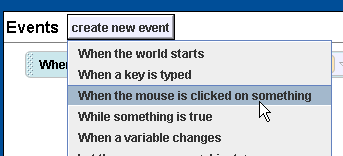 Events create new event
When the world starts
Whe
When a key is typed
When the mouse is clicked on something
While something is true
When a variable changes